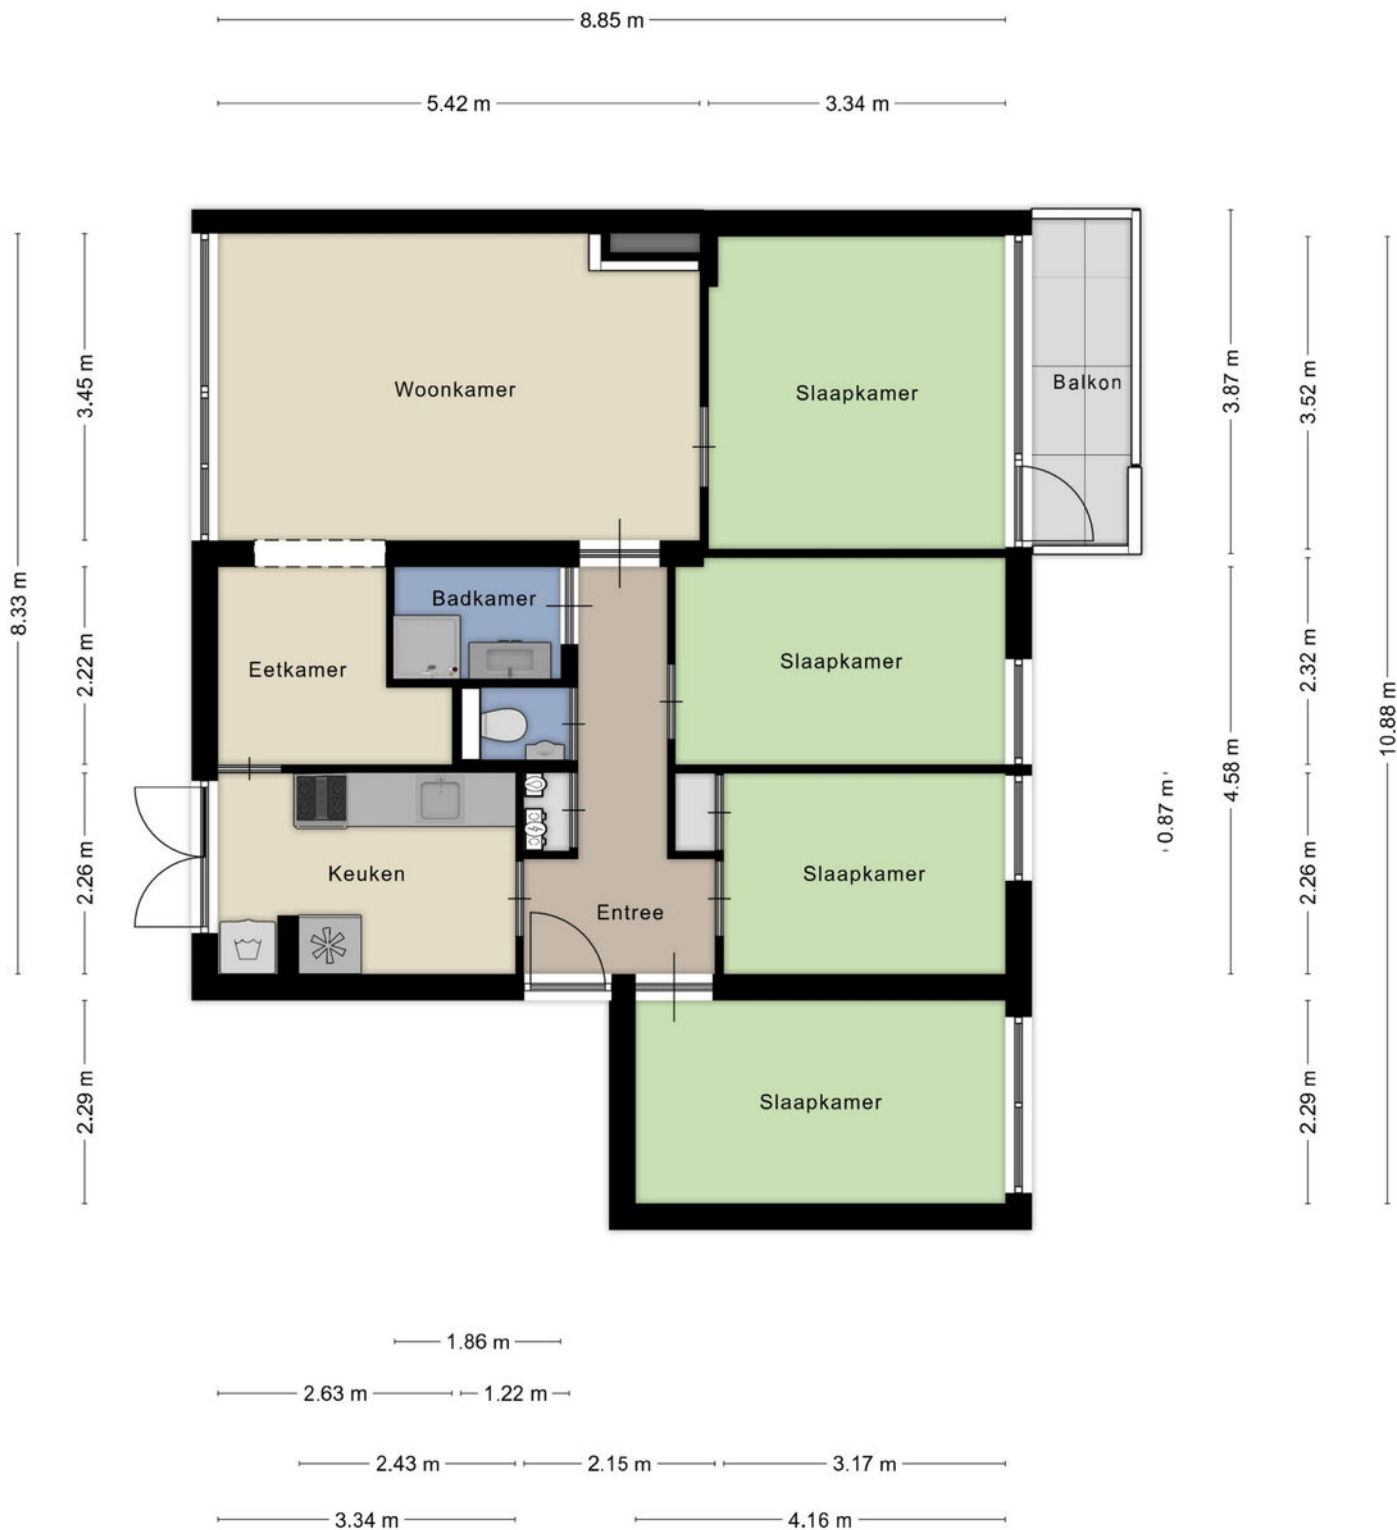 8.85 m
5.42 m
3.34 m
Woonkamer
Slaapkamer
Balkon
3.45 m
3.87 m
3.52 m
8.33 m
Badkamer
Eetkamer
Slaapkamer
2.22 m
2.32 m
10.88 m
4.58 m
0.87 m
Keuken
Entree
Slaapkamer
2.26 m
2.26 m
Slaapkamer
2.29 m
2.29 m
1.86 m
2.63 m
1.22 m
2.43 m
2.15 m
3.17 m
3.34 m
4.16 m